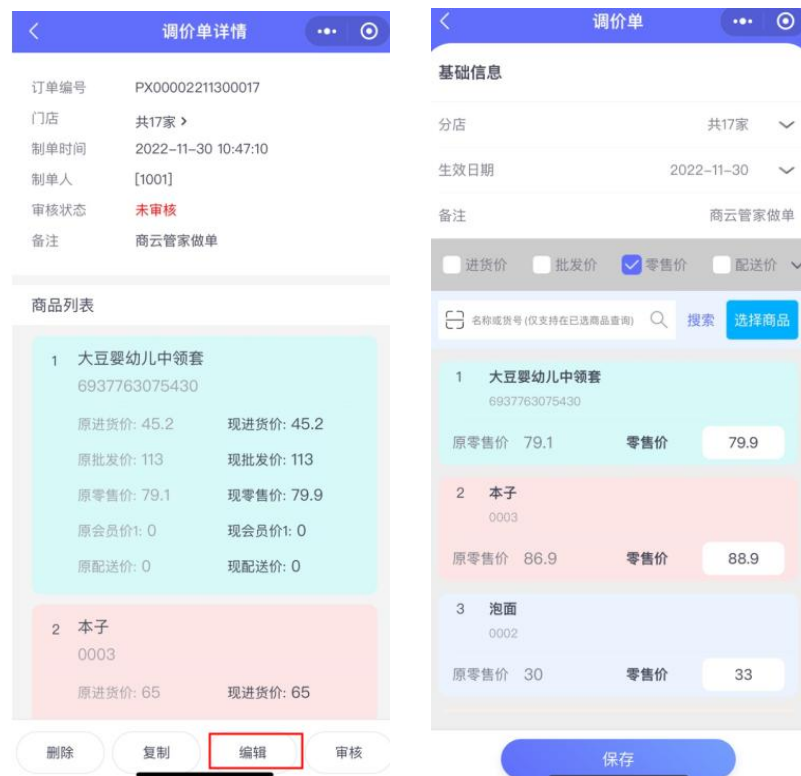 调价单详情
订单编号 PX00002211300017
门店 共17家 >
制单时间 2022-11-30 10:47:10
制单人 [1001]
审核状态 未审核
备注 商云管家做单
商品列表
1 大豆婴幼儿中领套
6937763075430
原进货价: 45.2 现进货价: 45.2
原批发价: 113 现批发价: 113
原零售价: 79.1 现零售价: 79.9
原会员价1: 0 现会员价1: 0
原配送价: 0 现配送价: 0
2 本子
0003
原进货价: 65 现进货价: 65
删除 复制 编辑 审核
调价单
基础信息
分店 共17家
生效日期 2022-11-30
备注 商云管家做单
进货价 批发价 零售价 配送价
名称或货号(仅支持在已选商品查询) 搜索 选择商品
1 大豆婴幼儿中领套
6937763075430
原零售价 79.1 零售价 79.9
2 本子
0003
原零售价 86.9 零售价 88.9
3 泡面
0002
原零售价 30 零售价 33
保存